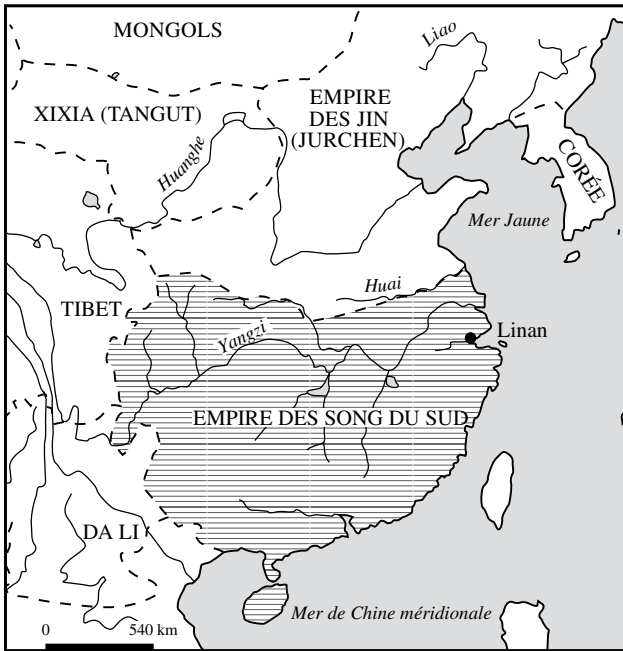 MONGOLS
Liao
XIXIA (TANGUT)
EMPIRE
DES JIN
(JURCHEN)
Huanghe
CORÉE
Mer Jaune
Huai
TIBET
Yangzi
Linan
EMPIRE DES SONG DU SUD
DA LI
Mer de Chine méridionale
0 540 km